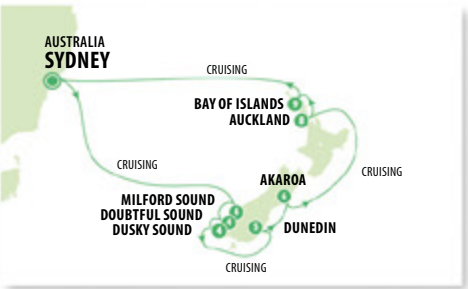 AUSTRALIA
SYDNEY
CRUISING
BAY OF ISLANDS
AUCKLAND
CRUISING
CRUISING
AKAROA
MILFORD SOUND
DOUBTFUL SOUND
DUSKY SOUND
DUNEDIN
CRUISING